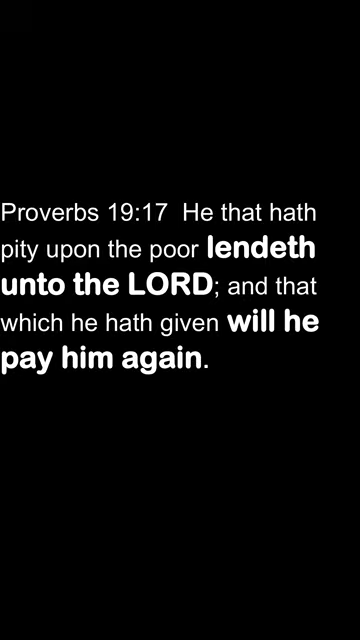 Proverbs 19:17  He that hath
pity upon the poor lendeth
unto the LORD; and that
which he hath given will he
pay him again.